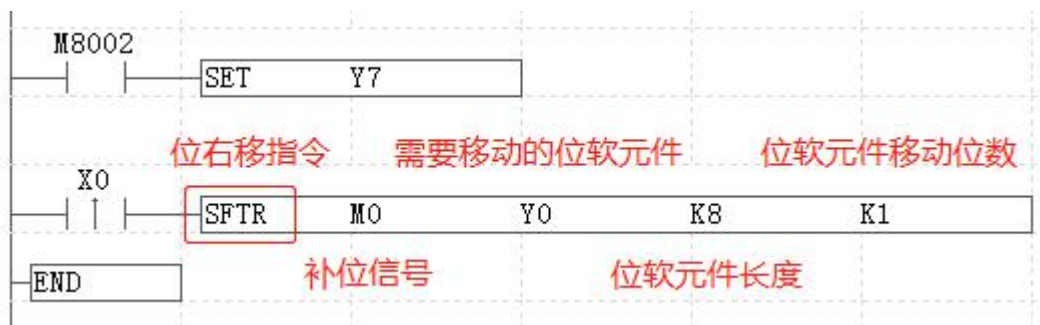 M8002
SET Y7
位右移指令 需要移动的位软元件 位软元件移动位数
X0
SFTR M0 Y0 K8 K1
补位信号 位软元件长度
END